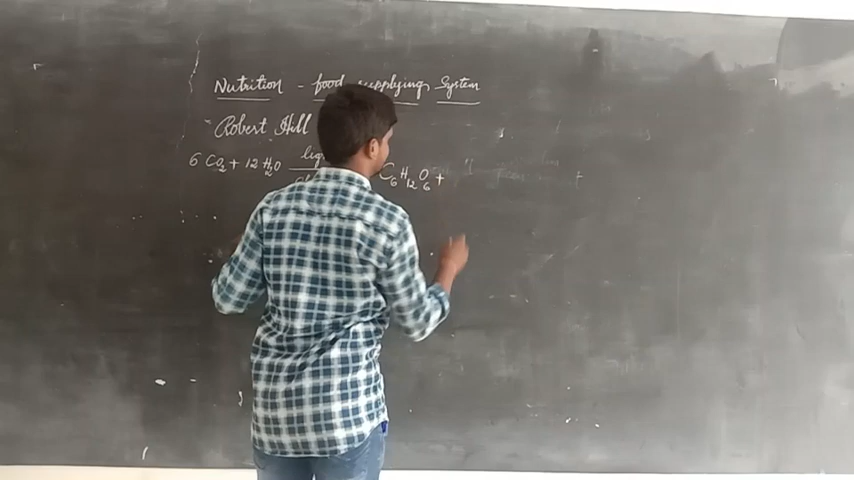 Nutrition - food supplying System
" Robert Hill
6 CO2 + 12 H2O light C6H12O6 +